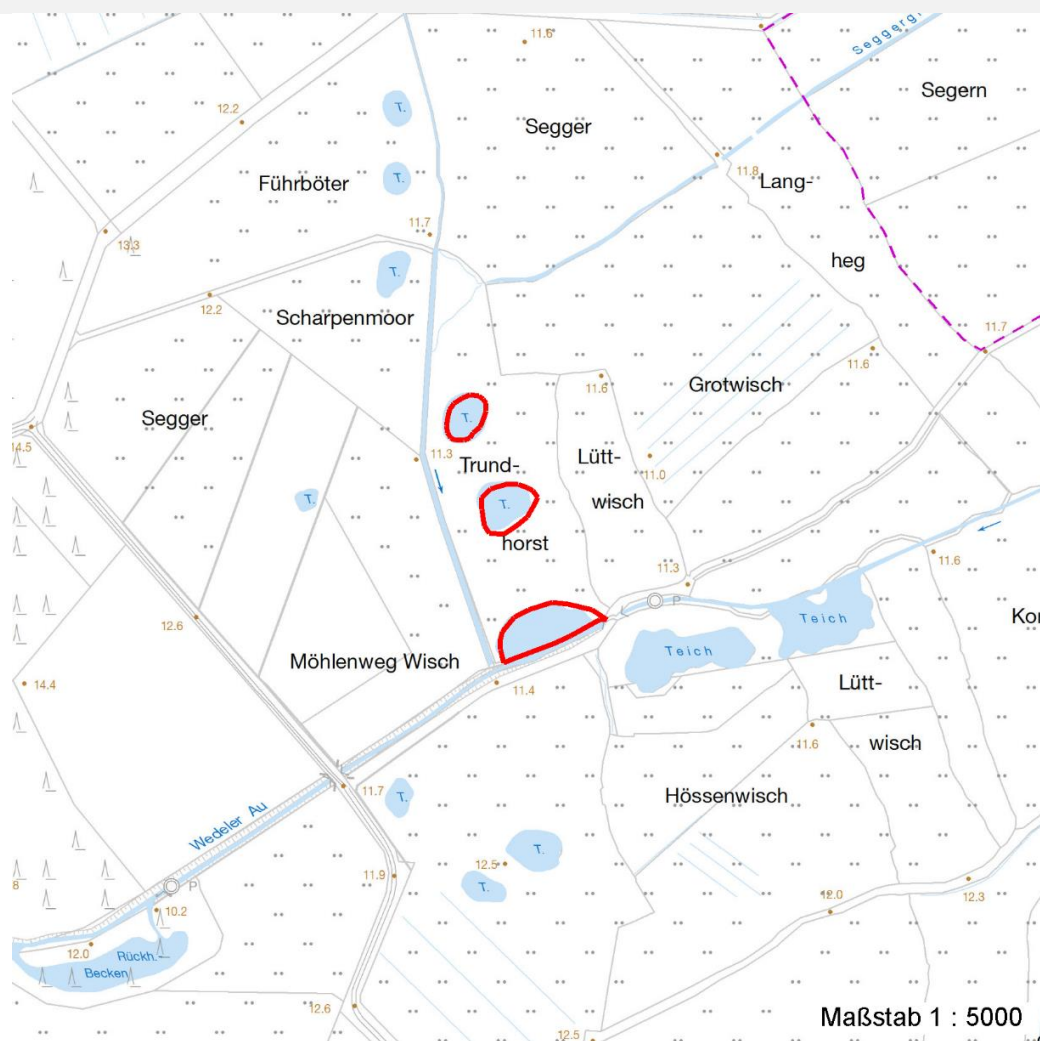 11.6
Seggergr
Segern
12.2
T.
Segger
11.8
Lang-
T.
Führböter
11.7
13.3
heg
T.
12.2
Scharpenmoor
11.7
11.6
11.6
Grotwisch
Segger
T.
14.5
11.3
Trund-
Lütt-
11.0
wisch
T.
T.
horst
11.6
11.3
P
12.6
Teich
Kor
Teich
Möhlenweg Wisch
14.4
11.4
Lütt-
wisch
11.6
11.7
T.
Hössenwisch
Wedeler Au
T.
12.5
11.9
T.
8
P
12.3
12.0
10.2
12.0
Rückh.
Becken
12.6
Maßstab 1 : 5000
12.5